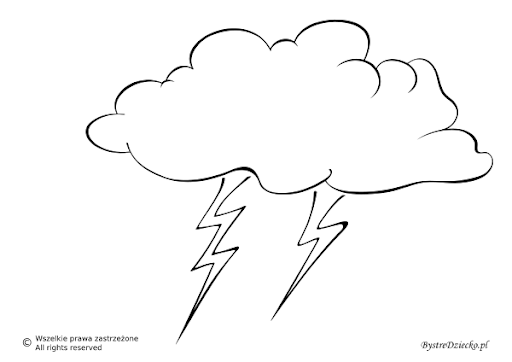 © Wszelkie prawa zastrzeżone
All rights reserved
BystreDziecko.pl